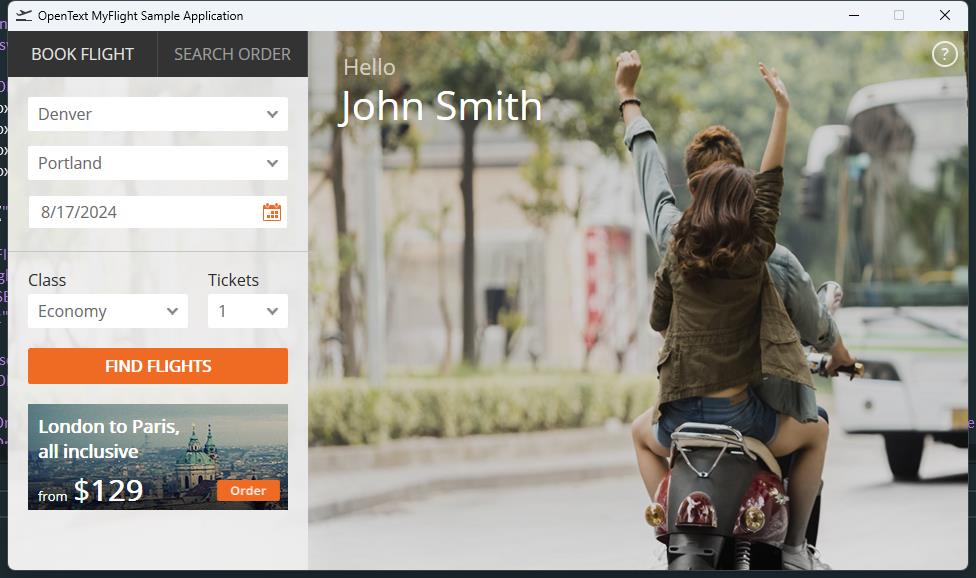 OpenText MyFlight Sample Application
BOOK FLIGHT
SEARCH ORDER
Hello
John Smith
?
Denver
Portland
8/17/2024
Class
Tickets
Economy
1
FIND FLIGHTS
London to Paris,
all inclusive
from $129
Order